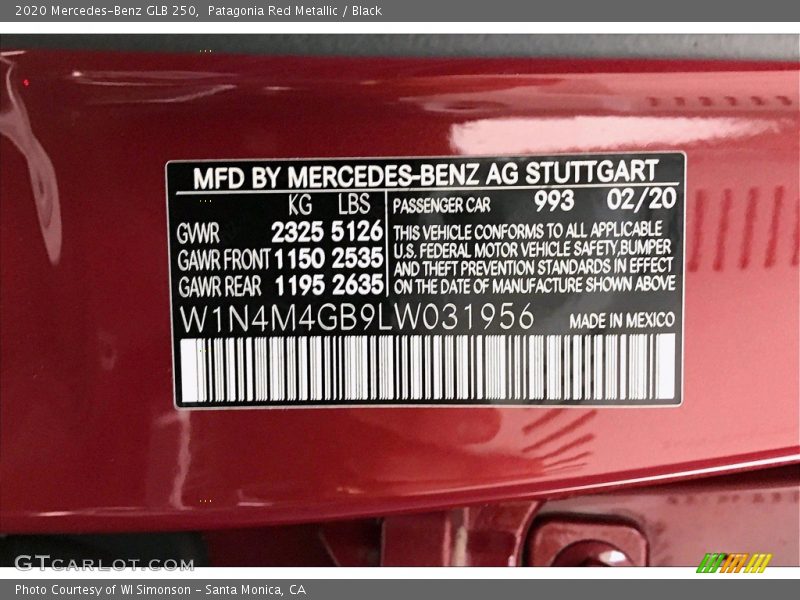 2020 Mercedes-Benz GLB 250,  Patagonia Red Metallic / Black
MFD BY MERCEDES-BENZ AG STUTTGART
KG LBS
PASSENGER CAR 993 02/20
GVWR 2325 5126
GAWR FRONT 1150 2535
GAWR REAR 1195 2635
THIS VEHICLE CONFORMS TO ALL APPLICABLE
U.S. FEDERAL MOTOR VEHICLE SAFETY,BUMPER
AND THEFT PREVENTION STANDARDS IN EFFECT
ON THE DATE OF MANUFACTURE SHOWN ABOVE
W1N4M4GB9LW031956
MADE IN MEXICO
GTCARLOT.COM
Photo Courtesy of WI Simonson - Santa Monica, CA